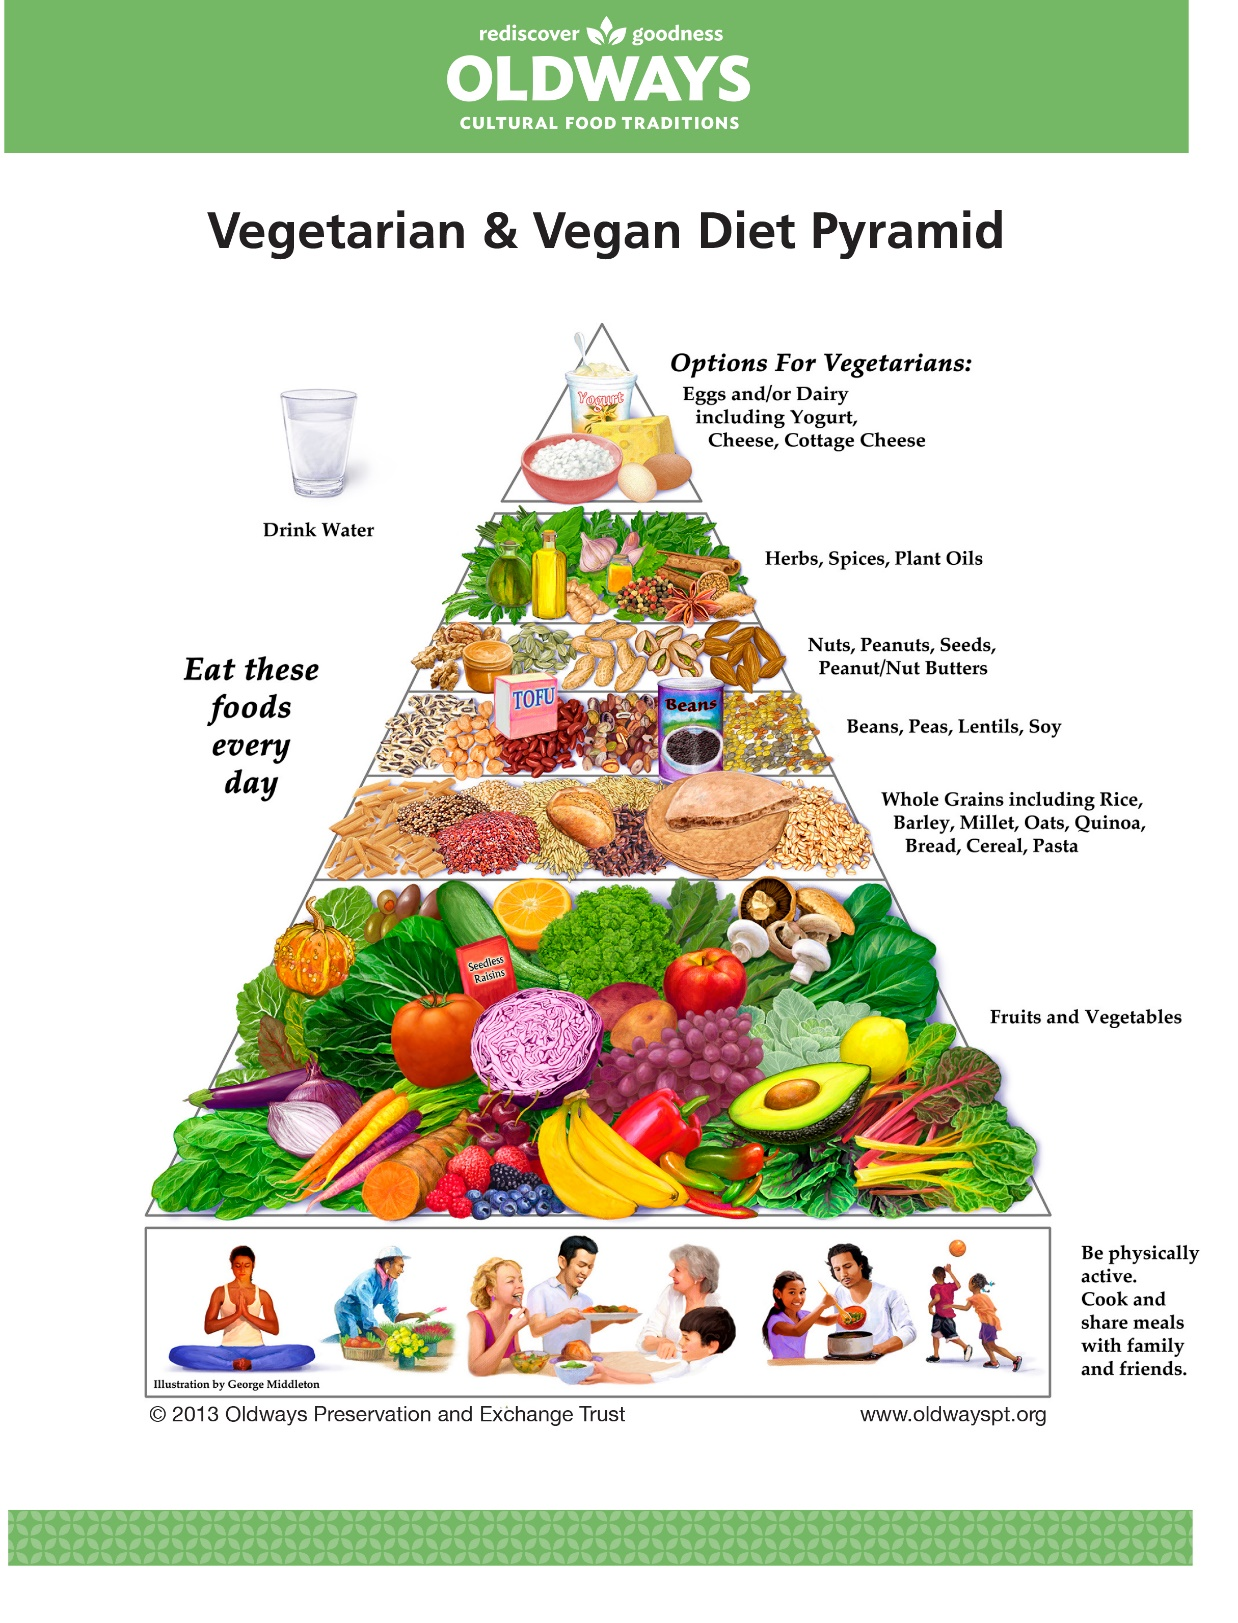 rediscover goodness
OLDWAYS
CULTURAL FOOD TRADITIONS
Vegetarian & Vegan Diet Pyramid
Options For Vegetarians:
Eggs and/or Dairy
including Yogurt,
Cheese, Cottage Cheese
Yogurt
Drink Water
Herbs, Spices, Plant Oils
Nuts, Peanuts, Seeds,
Peanut/Nut Butters
Eat these
foods
every
day
TOFU
Beans
Beans, Peas, Lentils, Soy
Whole Grains including Rice,
Barley, Millet, Oats, Quinoa,
Bread, Cereal, Pasta
Seedless
Raisins
Fruits and Vegetables
Be physically
active.
Cook and
share meals
with family
and friends.
Illustration by George Middleton
© 2013 Oldways Preservation and Exchange Trust
www.oldwayspt.org